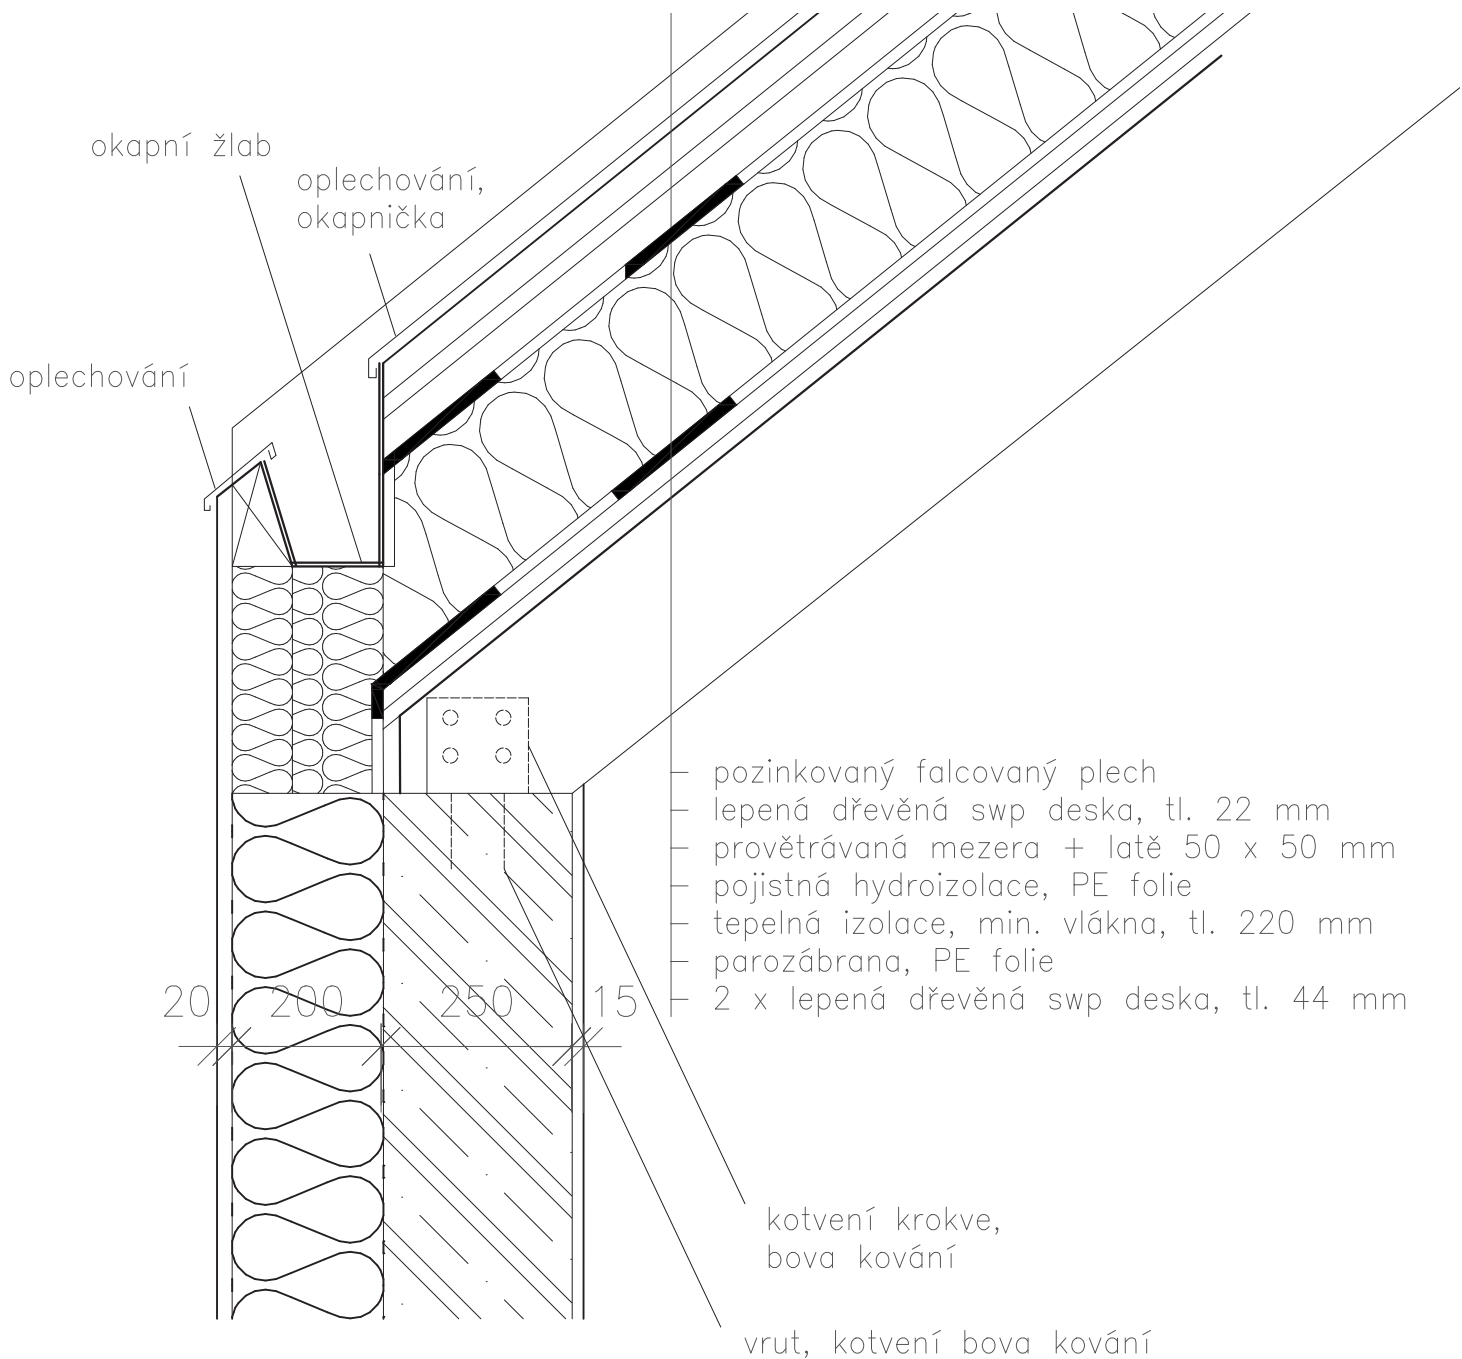 okapní žlab
oplechování,
okapnička
oplechování
pozinkovaný falcovaný plech
lepená dřevěná swp deska, tl. 22 mm
provětrávaná mezera + latě 50 x 50 mm
pojistná hydroizolace, PE folie
tepelná izolace, min. vlákna, tl. 220 mm
parozábrana, PE folie
2 x lepená dřevěná swp deska, tl. 44 mm
20 200 250 15
kotvení krokve,
bova kování
vrut, kotvení bova kování